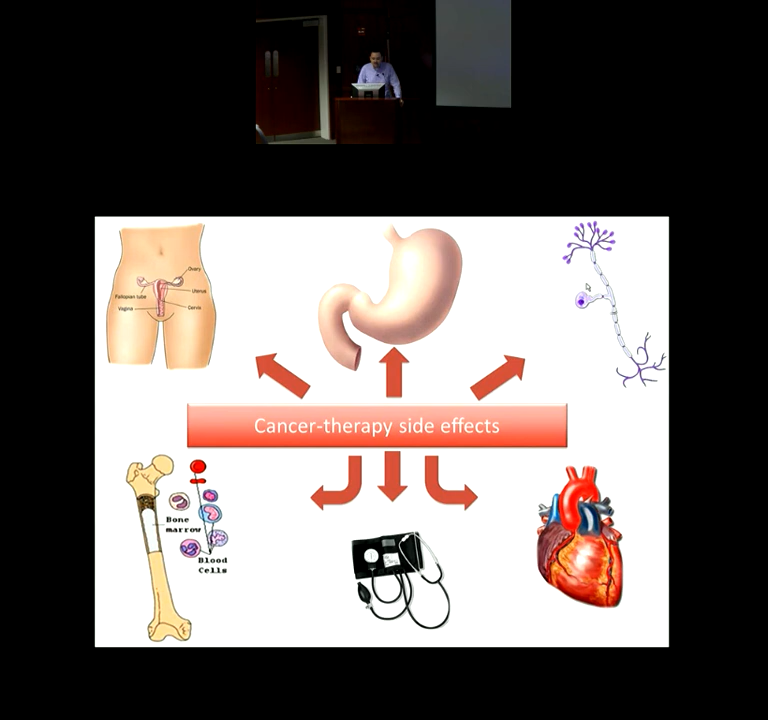 Ovary
Fallopian tube
Uterus
Vagina
Cervix
Cancer-therapy side effects
Bone
marrow
Blood
Cells